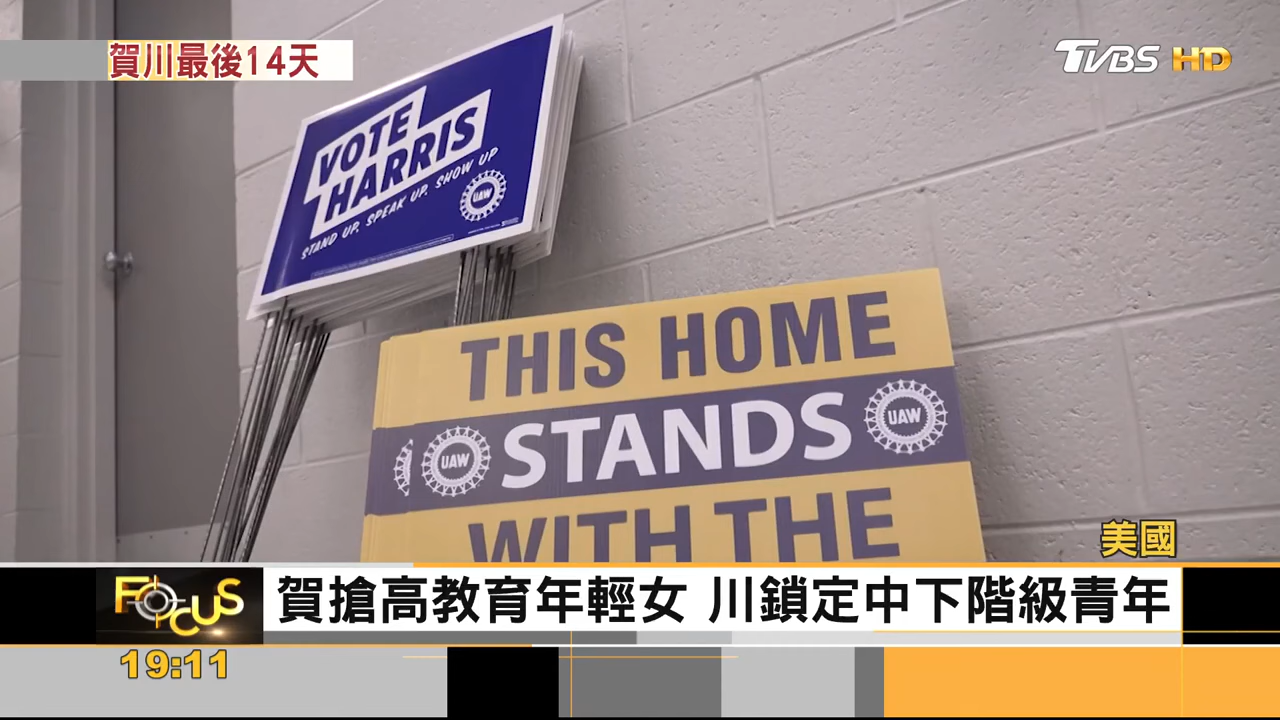 賀川最後14天
TVBS HD
VOTE
HARRIS
STAND UP. SPEAK UP. SHOW UP
UAW
THIS HOME
UAW STANDS UAW
WITH THE
美國
FOCUS
賀搶高教育年輕女 川鎖定中下階級青年
19:11